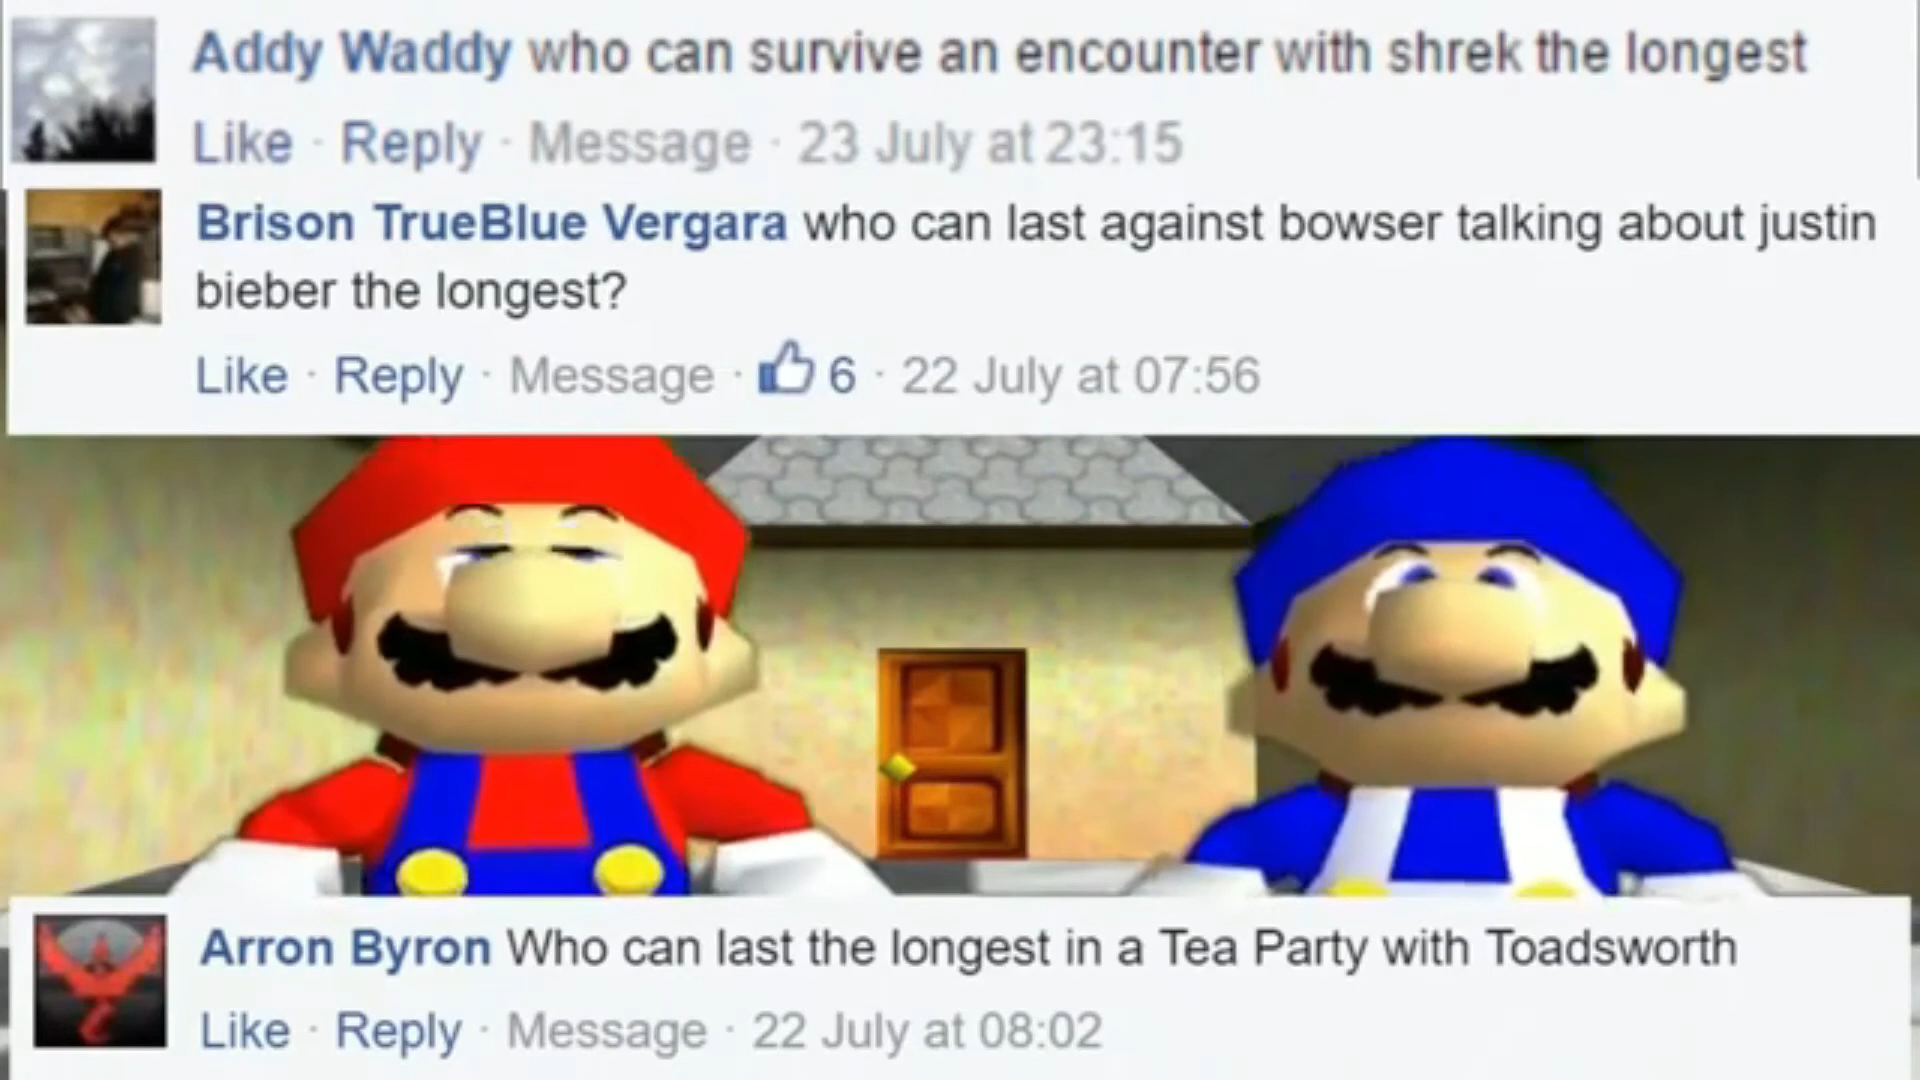 Addy Waddy who can survive an encounter with shrek the longest
Like · Reply · Message · 23 July at 23:15
Brison TrueBlue Vergara who can last against bowser talking about justin
bieber the longest?
Like · Reply · Message · 6 · 22 July at 07:56
Arron Byron Who can last the longest in a Tea Party with Toadsworth
Like · Reply · Message · 22 July at 08:02